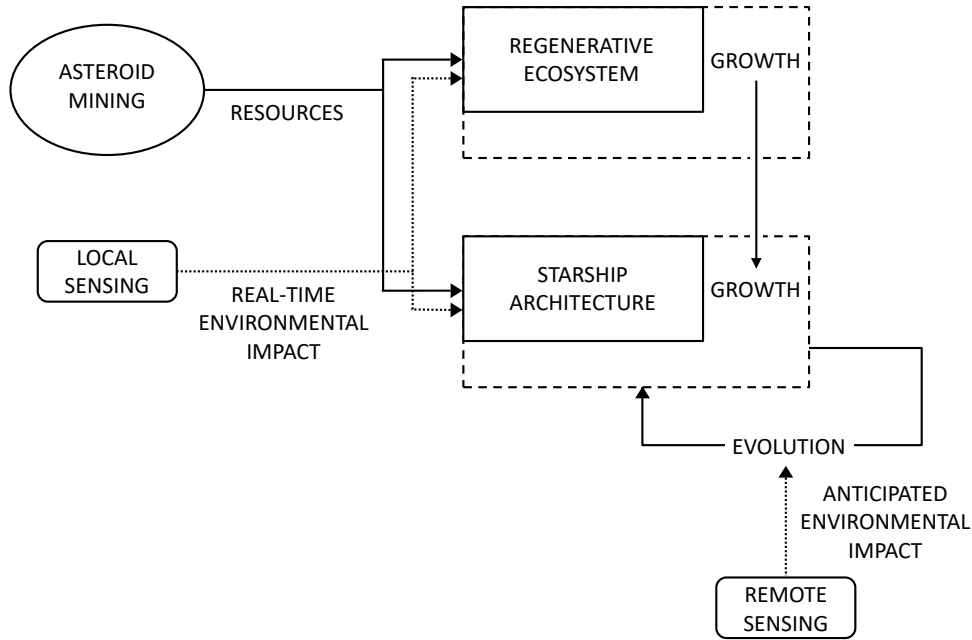 ASTEROID
MINING
RESOURCES
REGENERATIVE
ECOSYSTEM
GROWTH
LOCAL
SENSING
REAL-TIME
ENVIRONMENTAL
IMPACT
STARSHIP
ARCHITECTURE
GROWTH
EVOLUTION
ANTICIPATED
ENVIRONMENTAL
IMPACT
REMOTE
SENSING